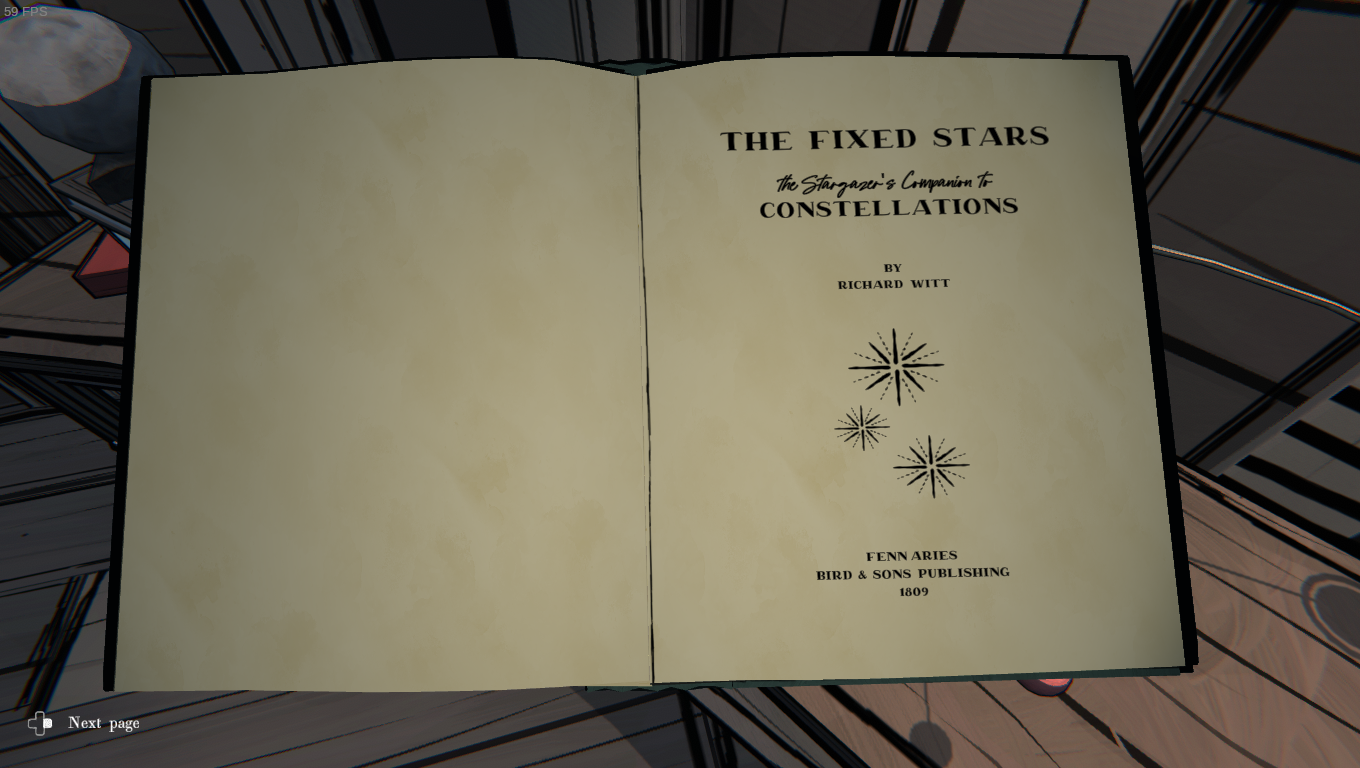 59 FPS
THE FIXED STARS
the Stargazer's Companion to
CONSTELLATIONS
BY
RICHARD WITT
FENN ARIES
BIRD & SONS PUBLISHING
1809
Next page